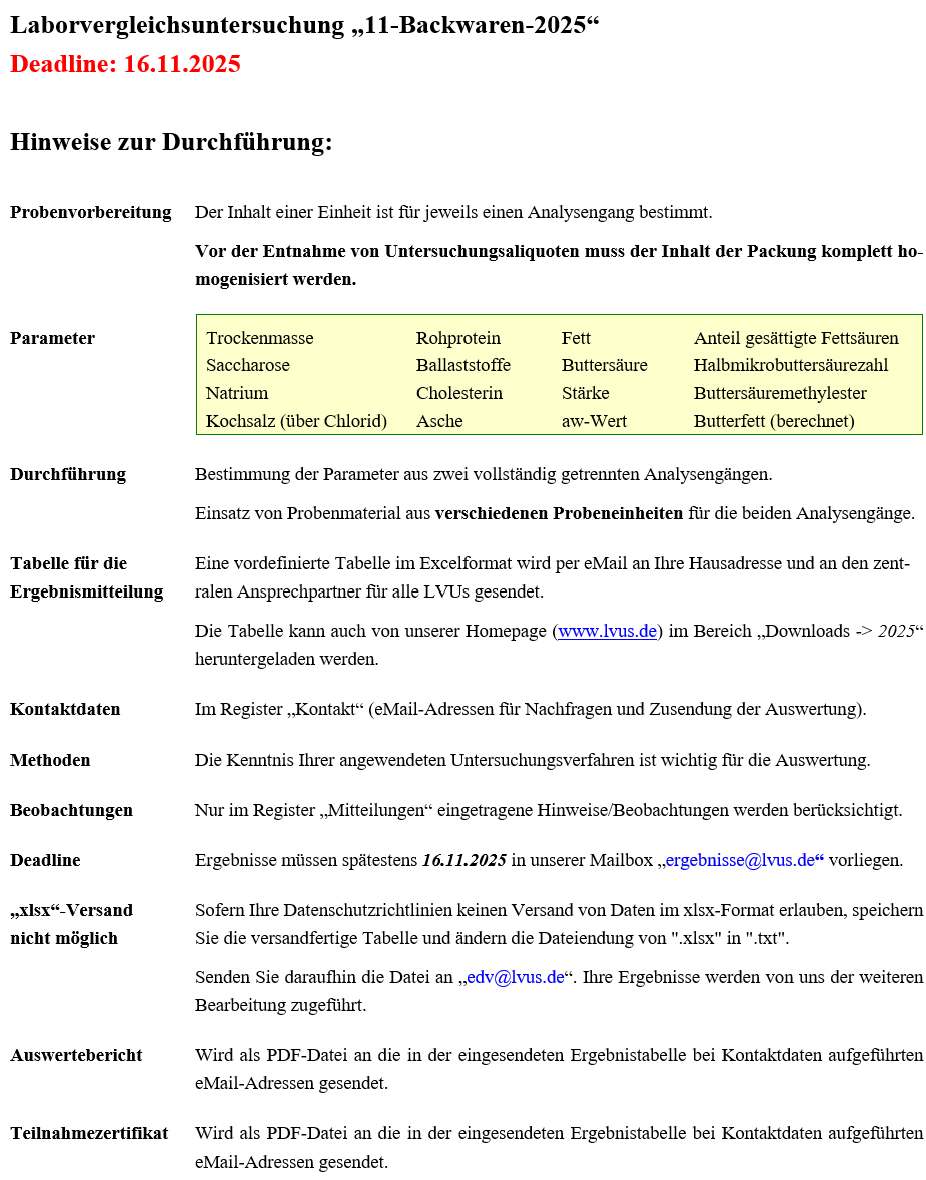 Laborvergleichsuntersuchung „11-Backwaren-2025“
Deadline: 16.11.2025
Hinweise zur Durchführung:
Probenvorbereitung Der Inhalt einer Einheit ist für jeweils einen Analysengang bestimmt.
Vor der Entnahme von Untersuchungsaliquoten muss der Inhalt der Packung komplett ho-
mogenisiert werden.
Parameter Trockenmasse Rohprotein Fett Anteil gesättigte Fettsäuren
Saccharose Ballaststoffe Buttersäure Halbmikrobuttersäurezahl
Natrium Cholesterin Stärke Buttersäuremethylester
Kochsalz (über Chlorid) Asche aw-Wert Butterfett (berechnet)
Durchführung Bestimmung der Parameter aus zwei vollständig getrennten Analysengängen.
Einsatz von Probenmaterial aus verschiedenen Probeneinheiten für die beiden Analysengänge.
Tabelle für die Eine vordefinierte Tabelle im Excelformat wird per eMail an Ihre Hausadresse und an den zent-
Ergebnismitteilung ralen Ansprechpartner für alle LVUs gesendet.
Die Tabelle kann auch von unserer Homepage (www.lvus.de) im Bereich „Downloads -> 2025“
heruntergeladen werden.
Kontaktdaten Im Register „Kontakt“ (eMail-Adressen für Nachfragen und Zusendung der Auswertung).
Methoden Die Kenntnis Ihrer angewendeten Untersuchungsverfahren ist wichtig für die Auswertung.
Beobachtungen Nur im Register „Mitteilungen“ eingetragene Hinweise/Beobachtungen werden berücksichtigt.
Deadline Ergebnisse müssen spätestens 16.11.2025 in unserer Mailbox „ergebnisse@lvus.de“ vorliegen.
„xlsx“-Versand Sofern Ihre Datenschutzrichtlinien keinen Versand von Daten im xlsx-Format erlauben, speichern
nicht möglich Sie die versandfertige Tabelle und ändern die Dateiendung von ".xlsx" in ".txt".
Senden Sie daraufhin die Datei an „edv@lvus.de“. Ihre Ergebnisse werden von uns der weiteren
Bearbeitung zugeführt.
Auswertebericht Wird als PDF-Datei an die in der eingesendeten Ergebnistabelle bei Kontaktdaten aufgeführten
eMail-Adressen gesendet.
Teilnahmezertifikat Wird als PDF-Datei an die in der eingesendeten Ergebnistabelle bei Kontaktdaten aufgeführten
eMail-Adressen gesendet.